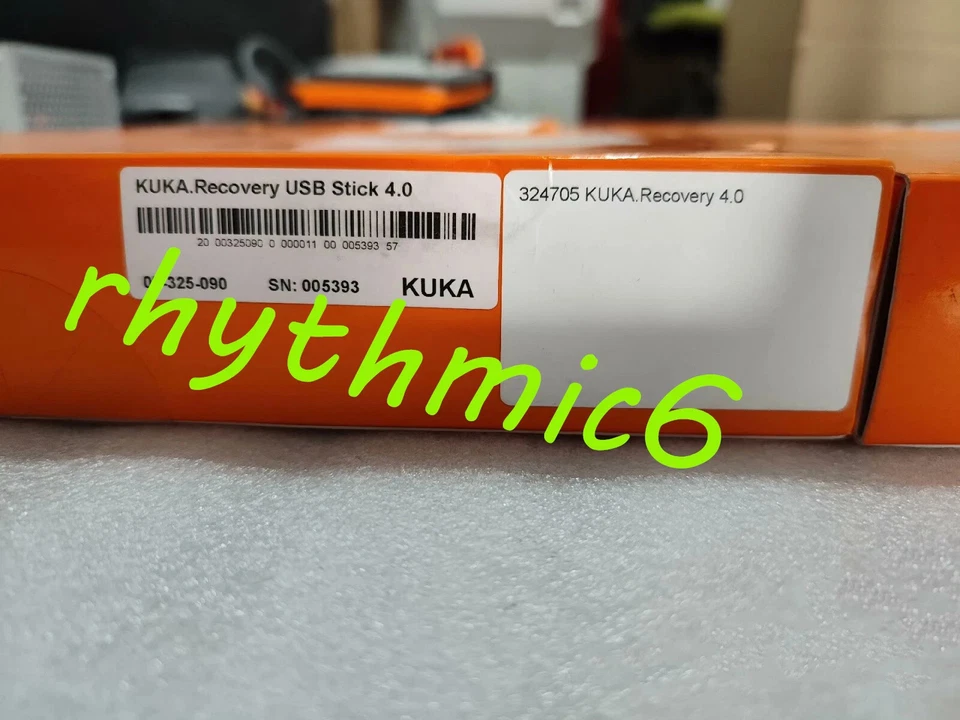 KUKA.Recovery USB Stick 4.0
20 00325090 0 000011 00 005393 57
325-090 SN: 005393 KUKA
324705 KUKA.Recovery 4.0
rhythmic6